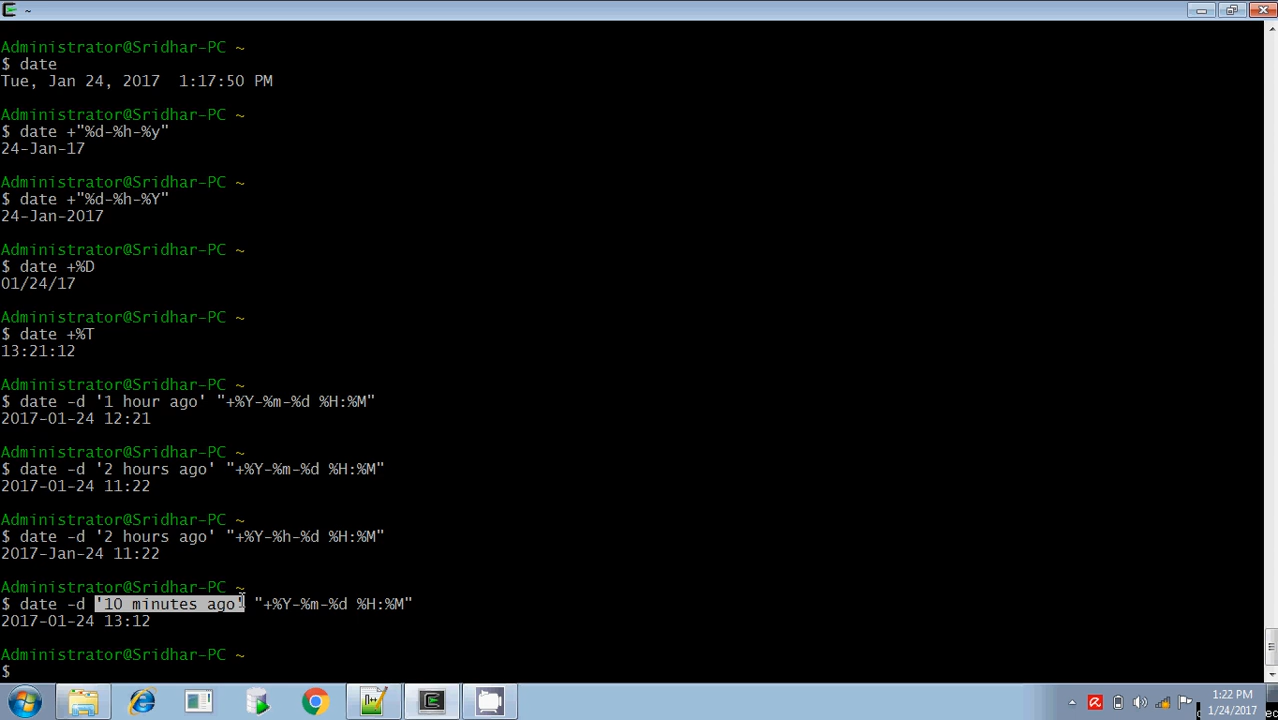 ~
Administrator@Sridhar-PC ~
$ date
Tue, Jan 24, 2017  1:17:50 PM
Administrator@Sridhar-PC ~
$ date +"%d-%h-%y"
24-Jan-17
Administrator@Sridhar-PC ~
$ date +"%d-%h-%Y"
24-Jan-2017
Administrator@Sridhar-PC ~
$ date +%D
01/24/17
Administrator@Sridhar-PC ~
$ date +%T
13:21:12
Administrator@Sridhar-PC ~
$ date -d '1 hour ago' "+%Y-%m-%d %H:%M"
2017-01-24 12:21
Administrator@Sridhar-PC ~
$ date -d '2 hours ago' "+%Y-%m-%d %H:%M"
2017-01-24 11:22
Administrator@Sridhar-PC ~
$ date -d '2 hours ago' "+%Y-%h-%d %H:%M"
2017-Jan-24 11:22
Administrator@Sridhar-PC ~
$ date -d '10 minutes ago' "+%Y-%m-%d %H:%M"
2017-01-24 13:12
Administrator@Sridhar-PC ~
$
1:22 PM
1/24/2017